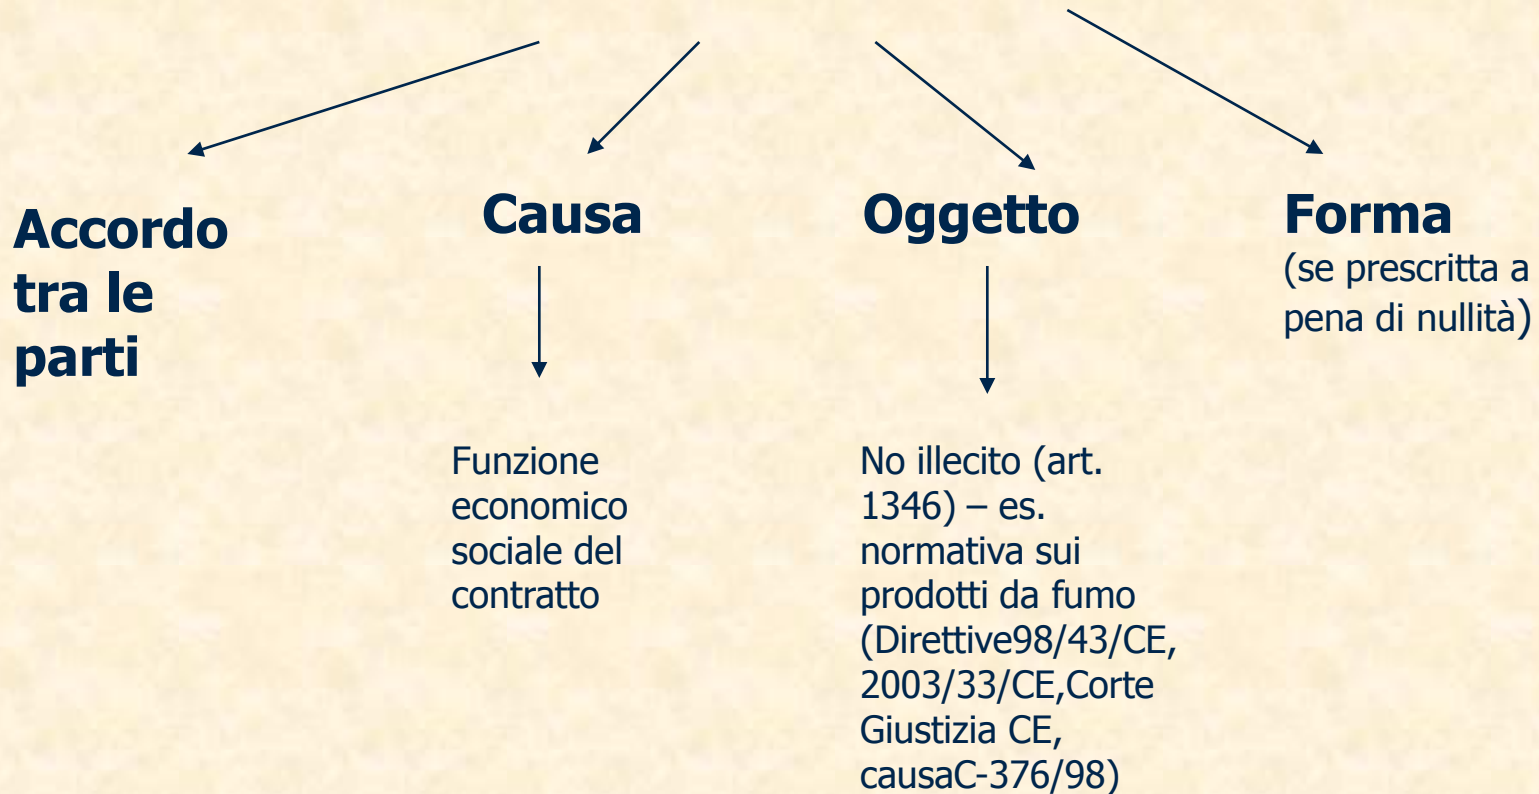 Accordo
tra le
parti
Causa
Funzione
economico
sociale del
contratto
Oggetto
No illecito (art.
1346) – es.
normativa sui
prodotti da fumo
(Direttive98/43/CE,
2003/33/CE,Corte
Giustizia CE,
causaC-376/98)
Forma
(se prescritta a
pena di nullità)